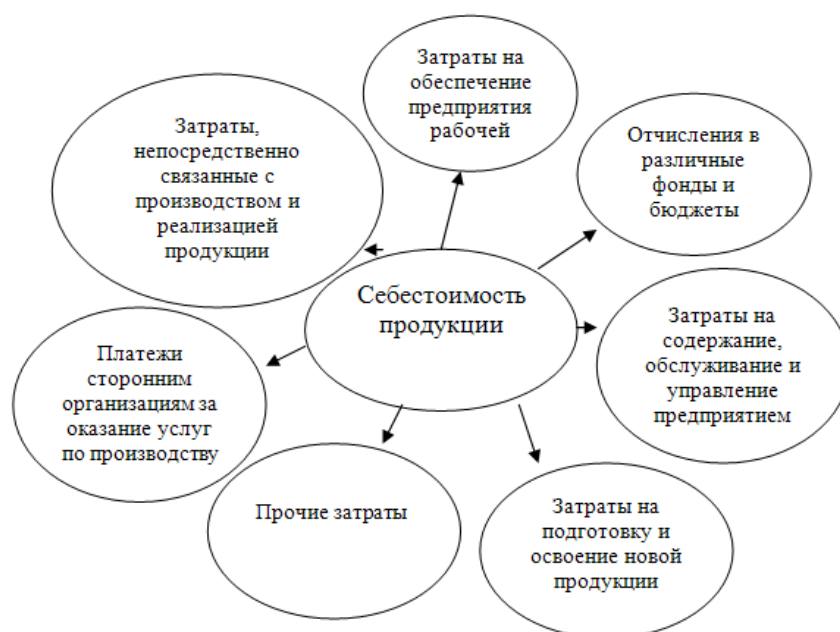 Затраты на
обеспечение
предприятия
рабочей
Затраты,
непосредственно
связанные с
производством и
реализацией
продукции
Отчисления в
различные
фонды и
бюджеты
Себестоимость
продукции
Затраты на
содержание,
обслуживание и
управление
предприятием
Платежи
сторонним
организациям за
оказание услуг
по производству
Прочие затраты
Затраты на
подготовку и
освоение новой
продукции